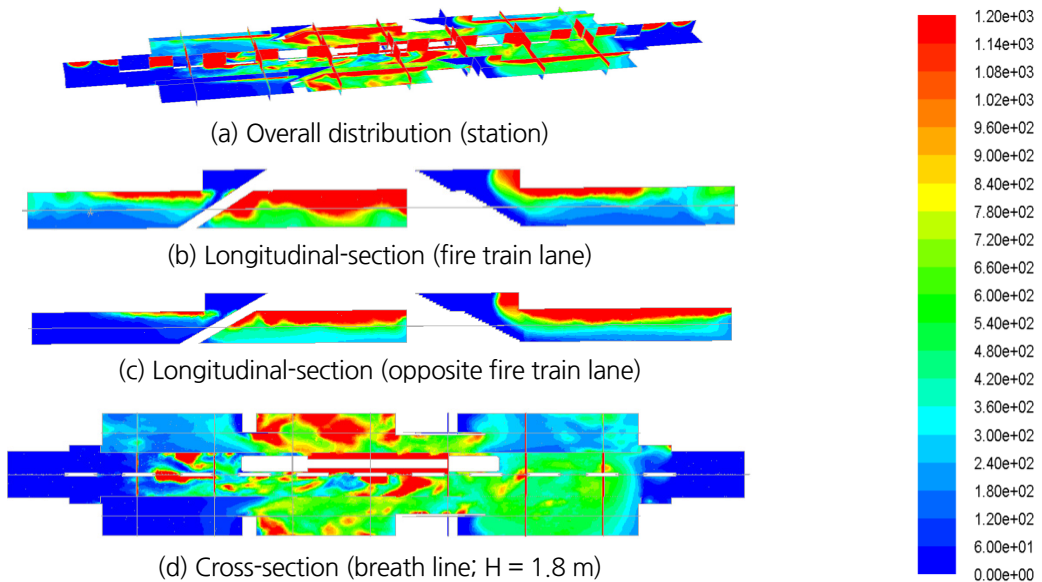 (a) Overall distribution (station)
(b) Longitudinal-section (fire train lane)
(c) Longitudinal-section (opposite fire train lane)
(d) Cross-section (breath line; H = 1.8 m)
1.20e+03
1.14e+03
1.08e+03
1.02e+03
9.60e+02
9.00e+02
8.40e+02
7.80e+02
7.20e+02
6.60e+02
6.00e+02
5.40e+02
4.80e+02
4.20e+02
3.60e+02
3.00e+02
2.40e+02
1.80e+02
1.20e+02
6.00e+01
0.00e+00